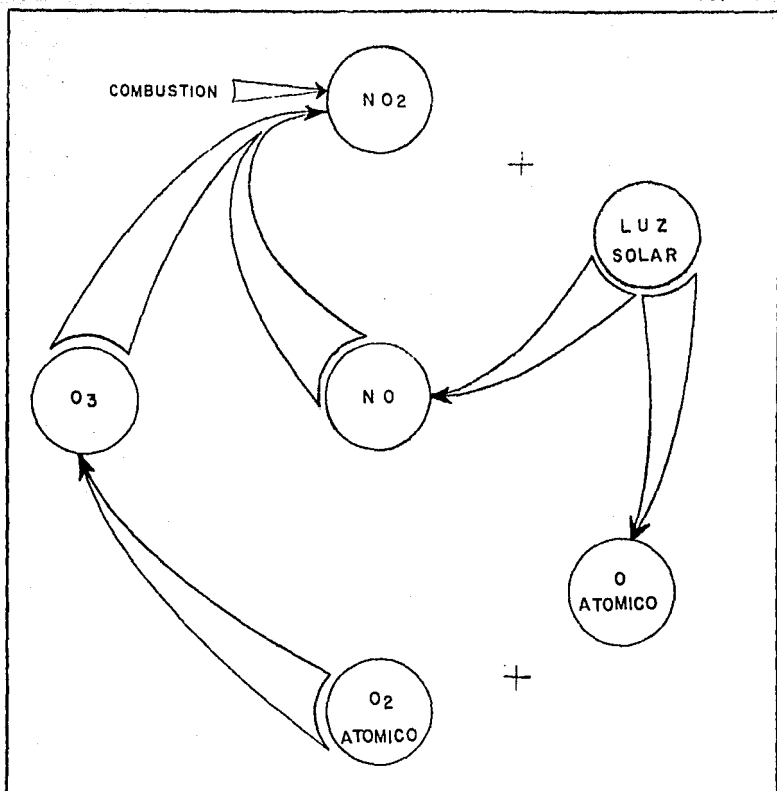 COMBUSTION
NO2
LUZ
SOLAR
+
O3
NO
O
ATOMICO
O2
ATOMICO
+